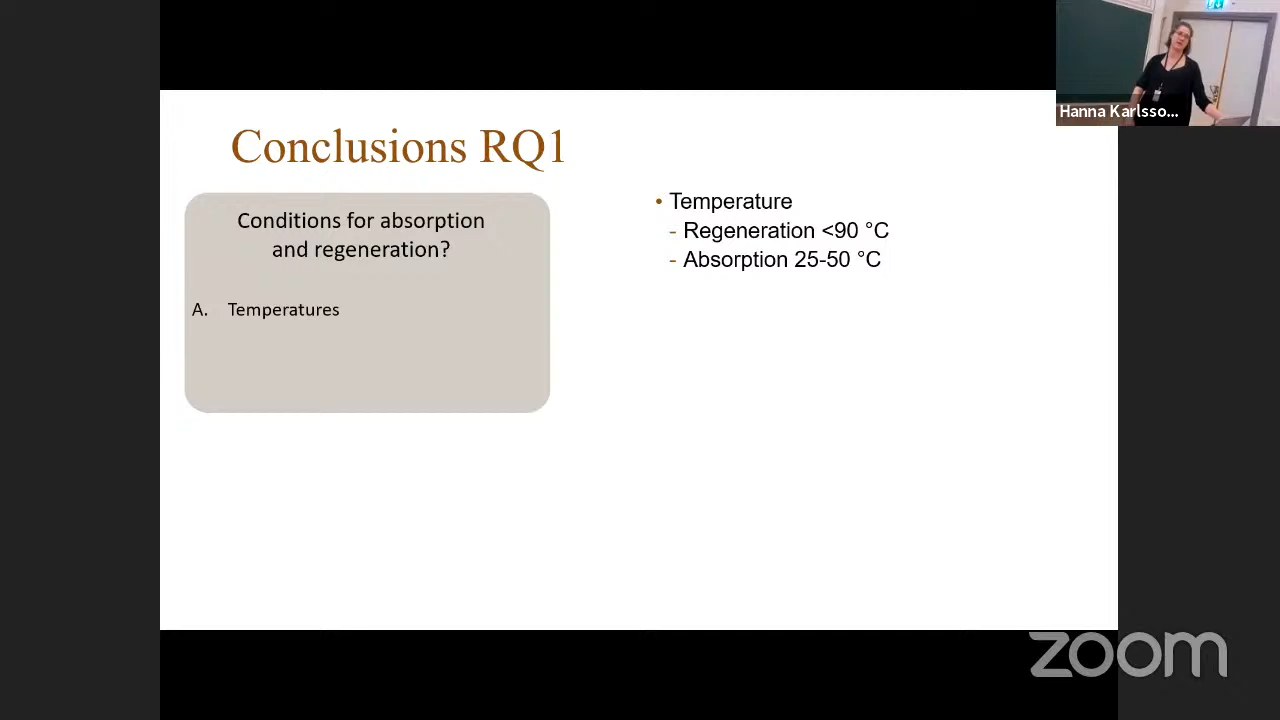 Hanna Karlsso...
Conclusions RQ1
Conditions for absorption
and regeneration?
A. Temperatures
• Temperature
- Regeneration <90 °C
- Absorption 25-50 °C
zoom